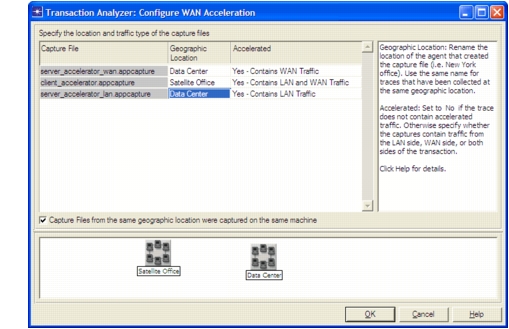 Transaction Analyzer: Configure WAN Acceleration
Specify the location and traffic type of the capture files
Capture File
Geographic Location
Accelerated
server_accelerator_wan.appcapture Data Center Yes - Contains WAN Traffic
client_accelerator.appcapture Satellite Office Yes - Contains LAN and WAN Traffic
server_accelerator_lan.appcapture Data Center Yes - Contains LAN Traffic
Geographic Location: Rename the
location of the agent that created
the capture file (i.e. New York
office). Use the same name for
traces that have been collected at
the same geographic location.
Accelerated: Set to No if the trace
does not contain accelerated
traffic. Otherwise specify whether
the captures contain traffic from
the LAN side, WAN side, or both
sides of the transaction.
Click Help for details.
Capture Files from the same geographic location were captured on the same machine
Satellite Office
Data Center
OK Cancel Help